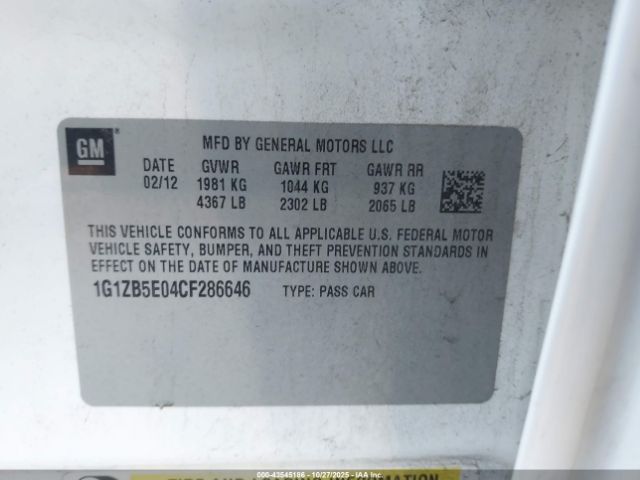 GM
MFD BY GENERAL MOTORS LLC
DATE GVWR GAWR FRT GAWR RR
02/12 1981 KG 1044 KG 937 KG
4367 LB 2302 LB 2065 LB
THIS VEHICLE CONFORMS TO ALL APPLICABLE U.S. FEDERAL MOTOR
VEHICLE SAFETY, BUMPER, AND THEFT PREVENTION STANDARDS IN
EFFECT ON THE DATE OF MANUFACTURE SHOWN ABOVE.
1G1ZB5E04CF286646 TYPE: PASS CAR
000-43545186 - 10/27/2025 - IAAI.COM